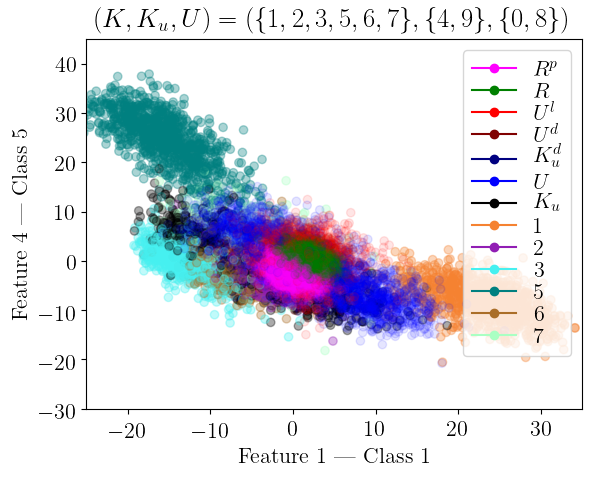 (K, K_u, U) = ({1, 2, 3, 5, 6, 7}, {4, 9}, {0, 8})
40
30
20
10
0
−10
−20
−30
Feature 4 — Class 5
R^p
R
U^l
U^d
K_u^d
U
K_u
1
2
3
5
6
7
−20
−10
0
10
20
30
Feature 1 — Class 1